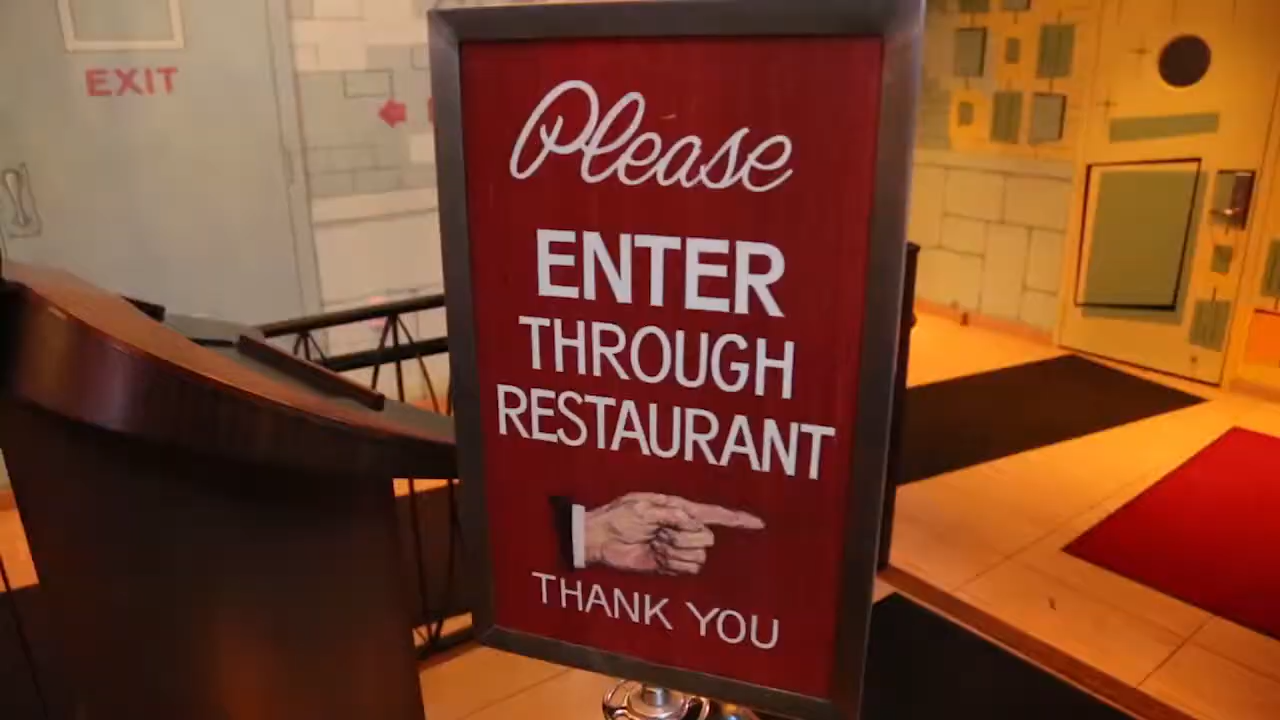 EXIT
Please
ENTER
THROUGH
RESTAURANT
THANK YOU